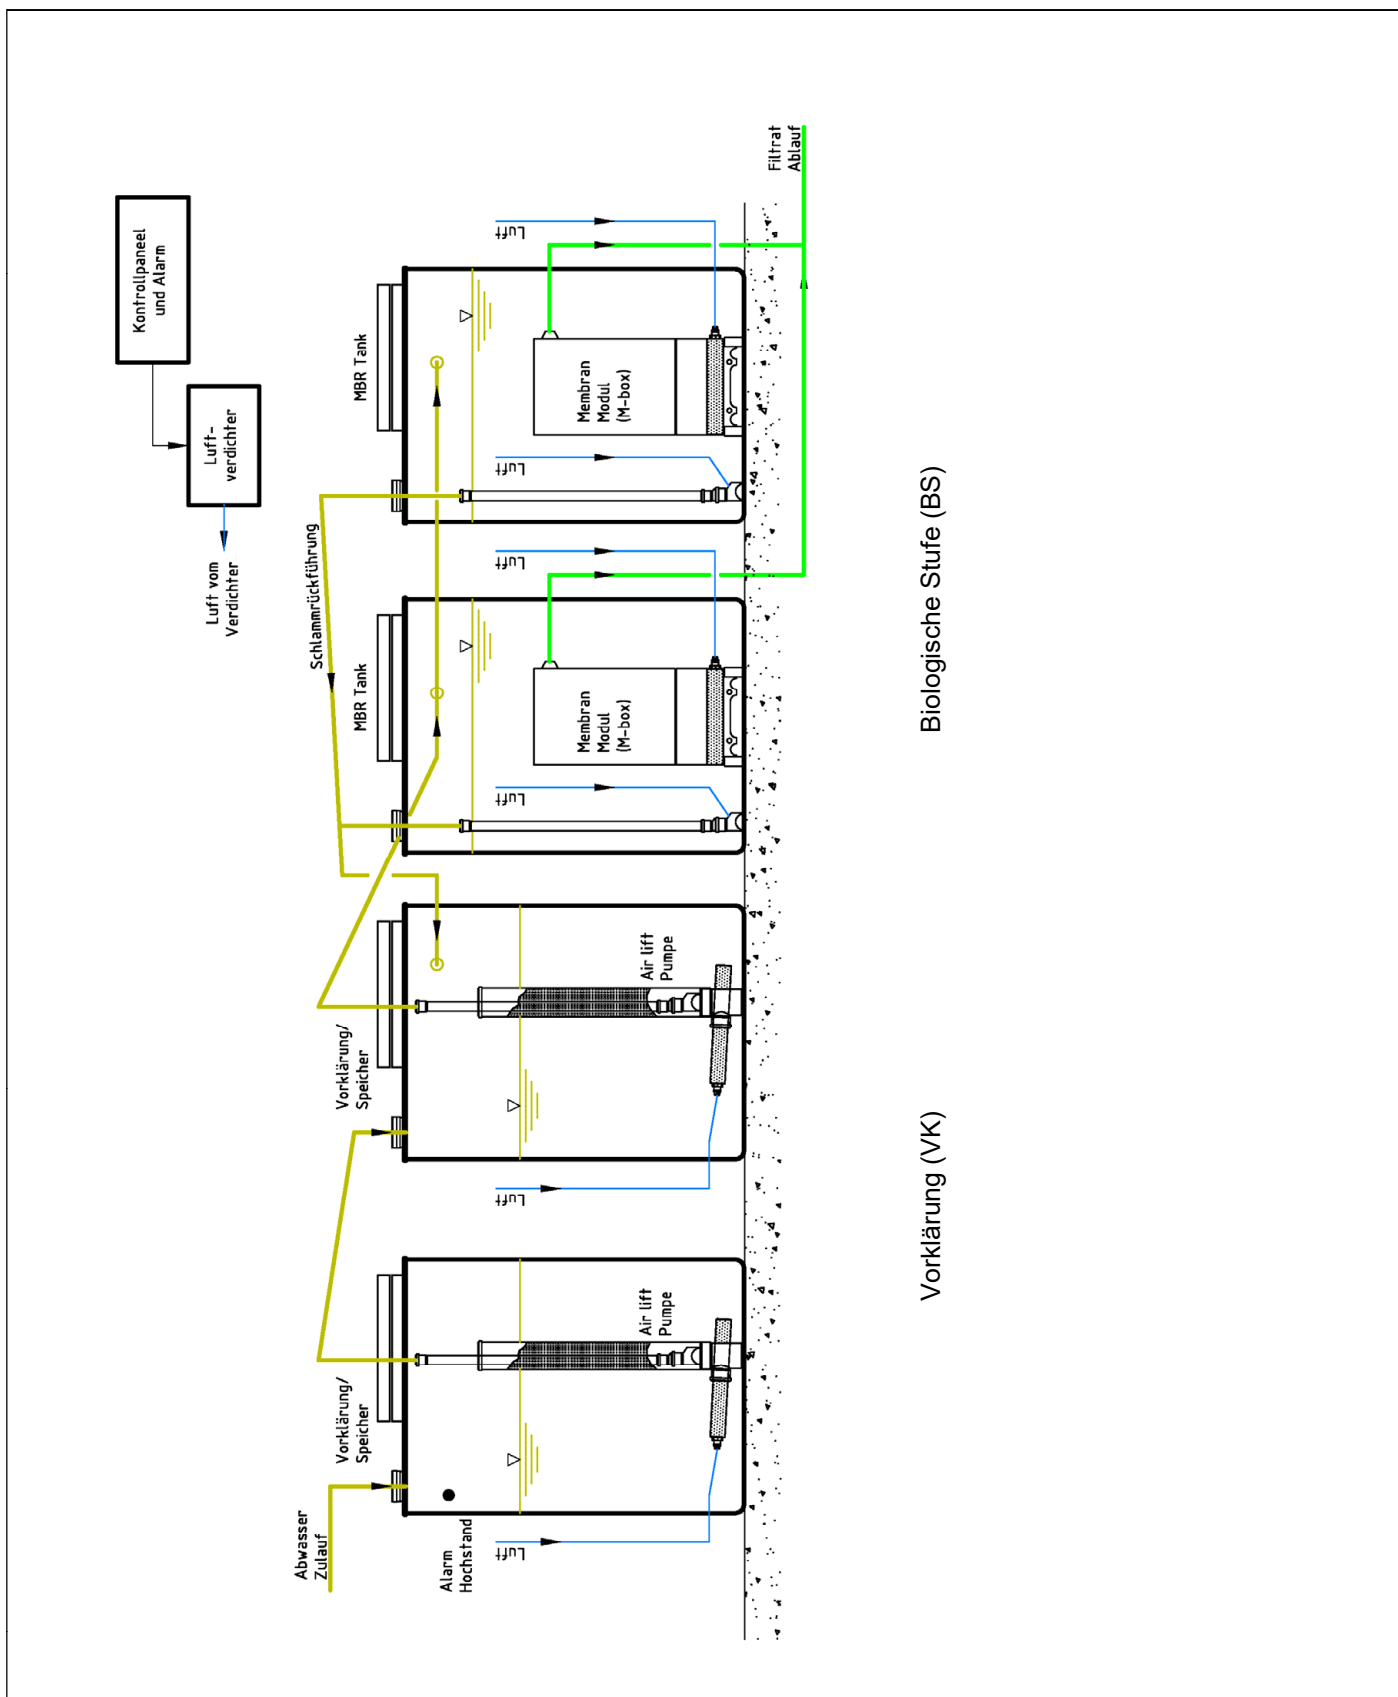 Kontrollpaneel
und Alarm
Luft-
verdichter
Luft vom
Verdichter
Abwasser
Zulauf
Alarm
Hochstand
Vorklärung/
Speicher
Luft
Air lift
Pumpe
Vorklärung/
Speicher
Luft
Air lift
Pumpe
Schlammrückführung
MBR Tank
Luft
Membran
Modul
(M-box)
Luft
MBR Tank
Luft
Membran
Modul
(M-box)
Luft
Filtrat
Ablauf
Vorklärung (VK)
Biologische Stufe (BS)